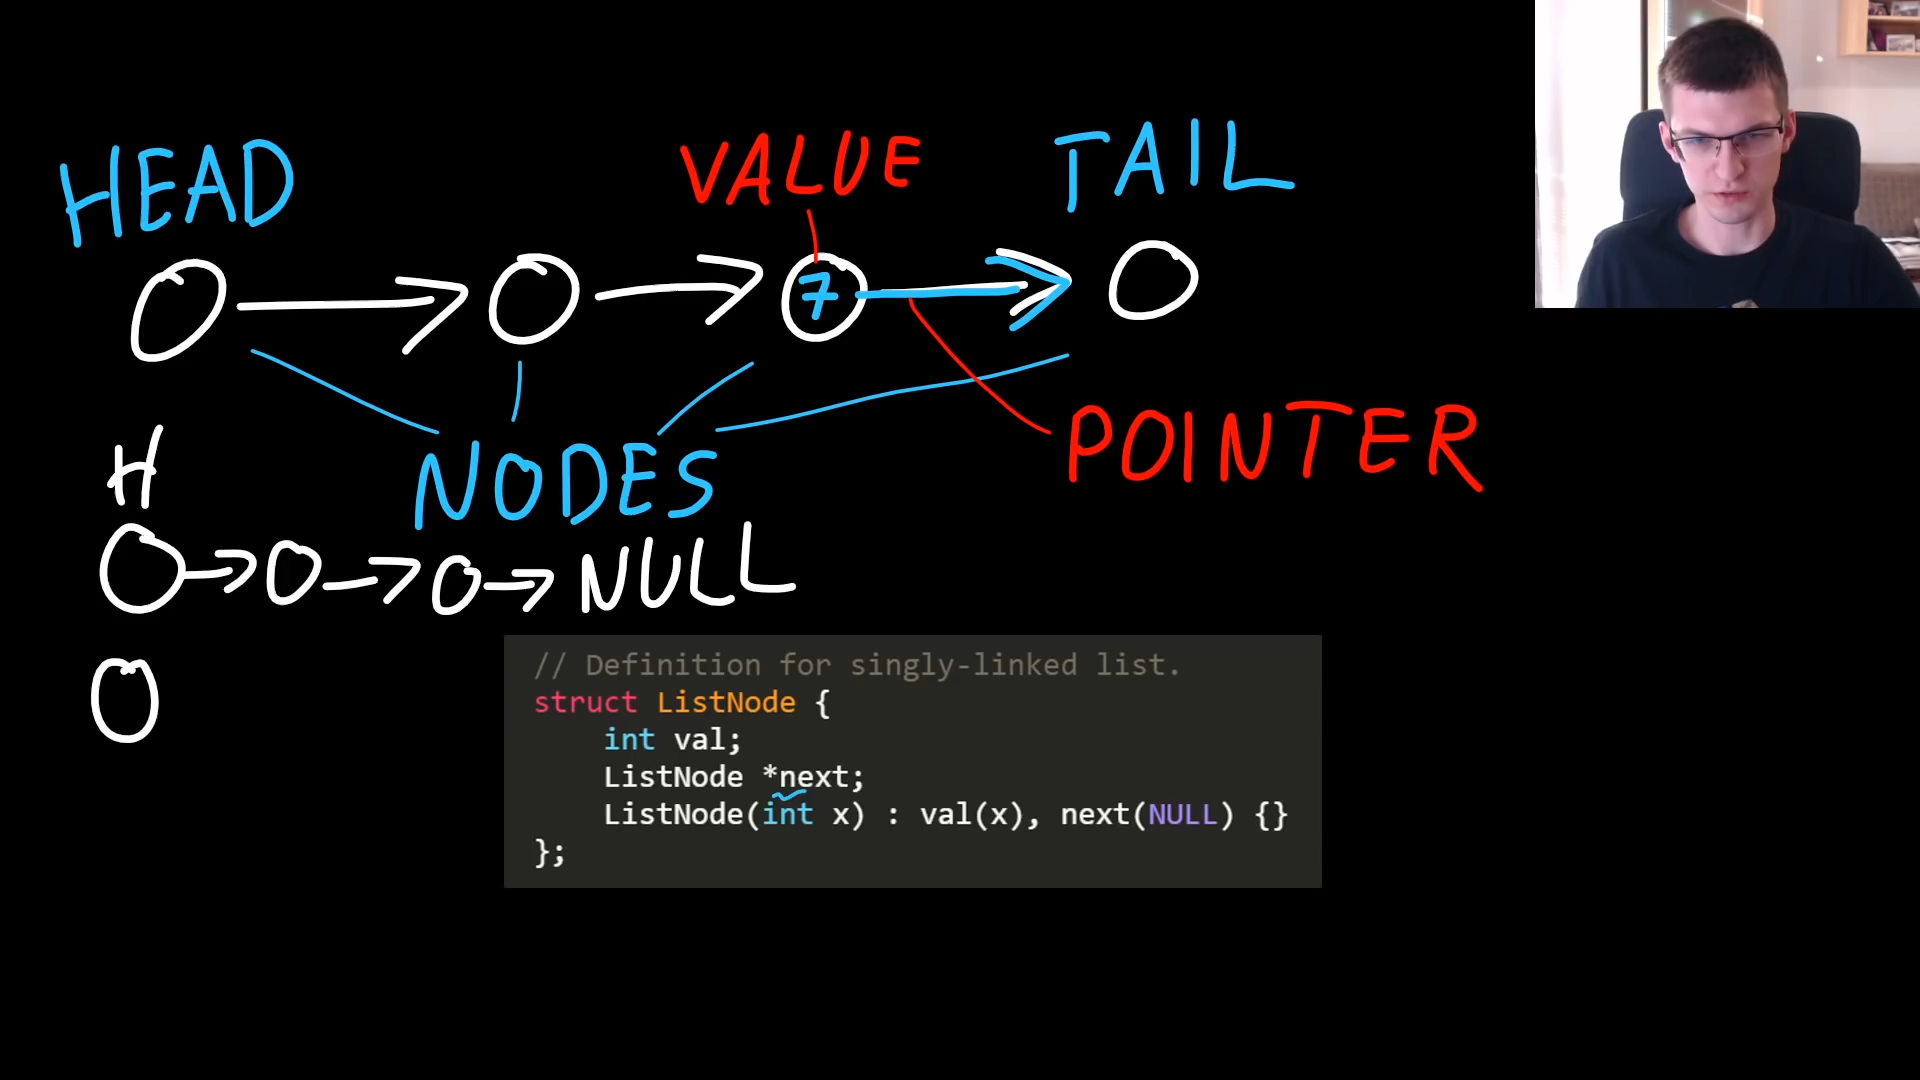 HEAD
VALUE
TAIL
7
POINTER
NODES
H
NULL
// Definition for singly-linked list.
struct ListNode {
    int val;
    ListNode *next;
    ListNode(int x) : val(x), next(NULL) {}
};